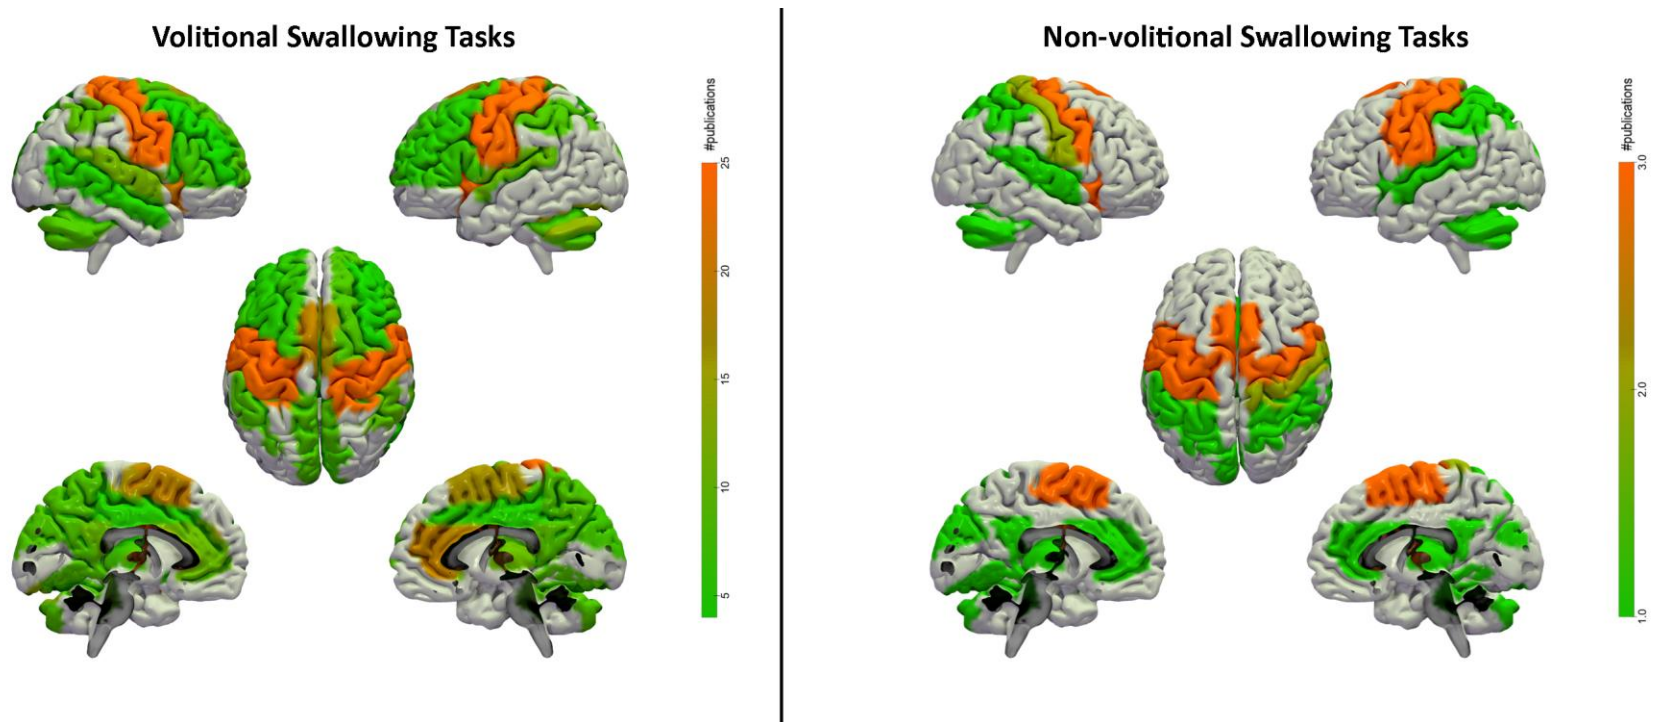 Volitional Swallowing Tasks
#publications
25
20
15
10
5
Non-volitional Swallowing Tasks
#publications
3.0
2.0
1.0